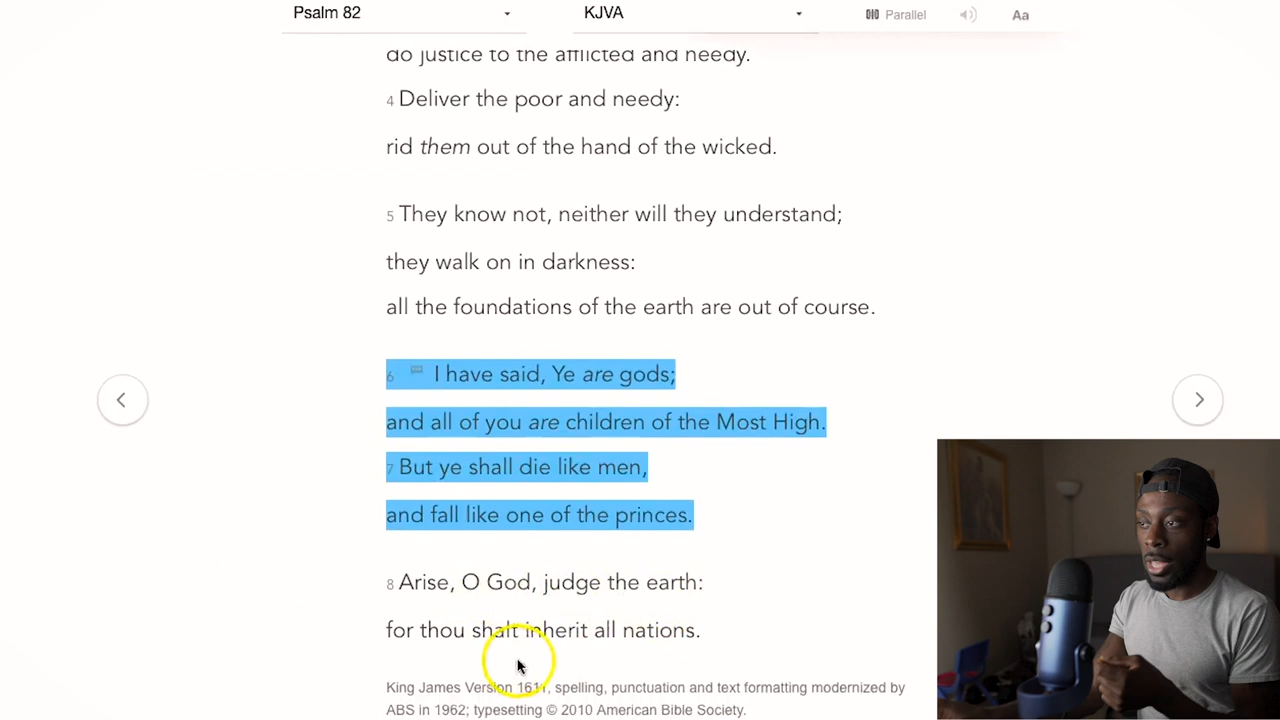 Psalm 82
KJVA
Parallel
Aa
do justice to the afflicted and needy.
4 Deliver the poor and needy:
rid them out of the hand of the wicked.
5 They know not, neither will they understand;
they walk on in darkness:
all the foundations of the earth are out of course.
6 I have said, Ye are gods;
and all of you are children of the Most High.
7 But ye shall die like men,
and fall like one of the princes.
8 Arise, O God, judge the earth:
for thou shalt inherit all nations.
King James Version 1611, spelling, punctuation and text formatting modernized by
ABS in 1962; typesetting © 2010 American Bible Society.